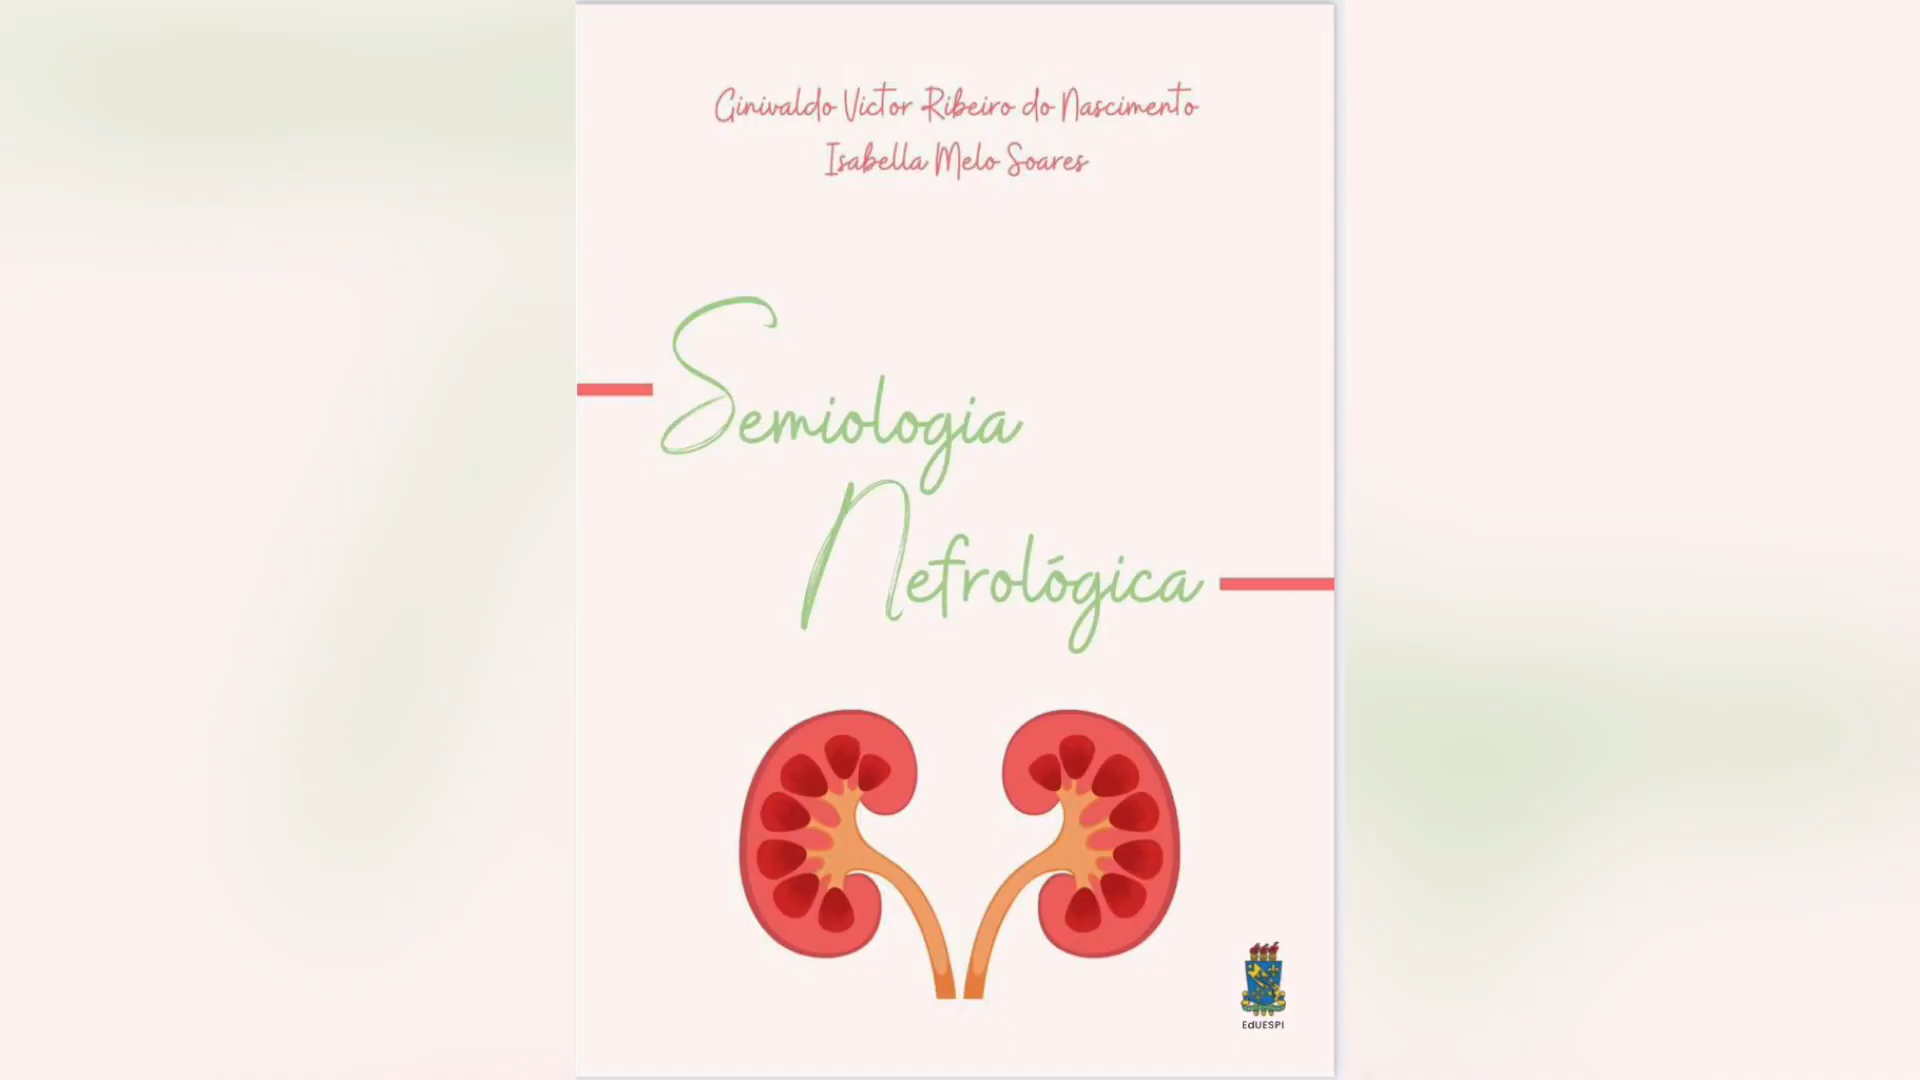 Ginivaldo Victor Ribeiro do Nascimento
Isabella Melo Soares
Semiologia
Nefrológica
EdUESPI